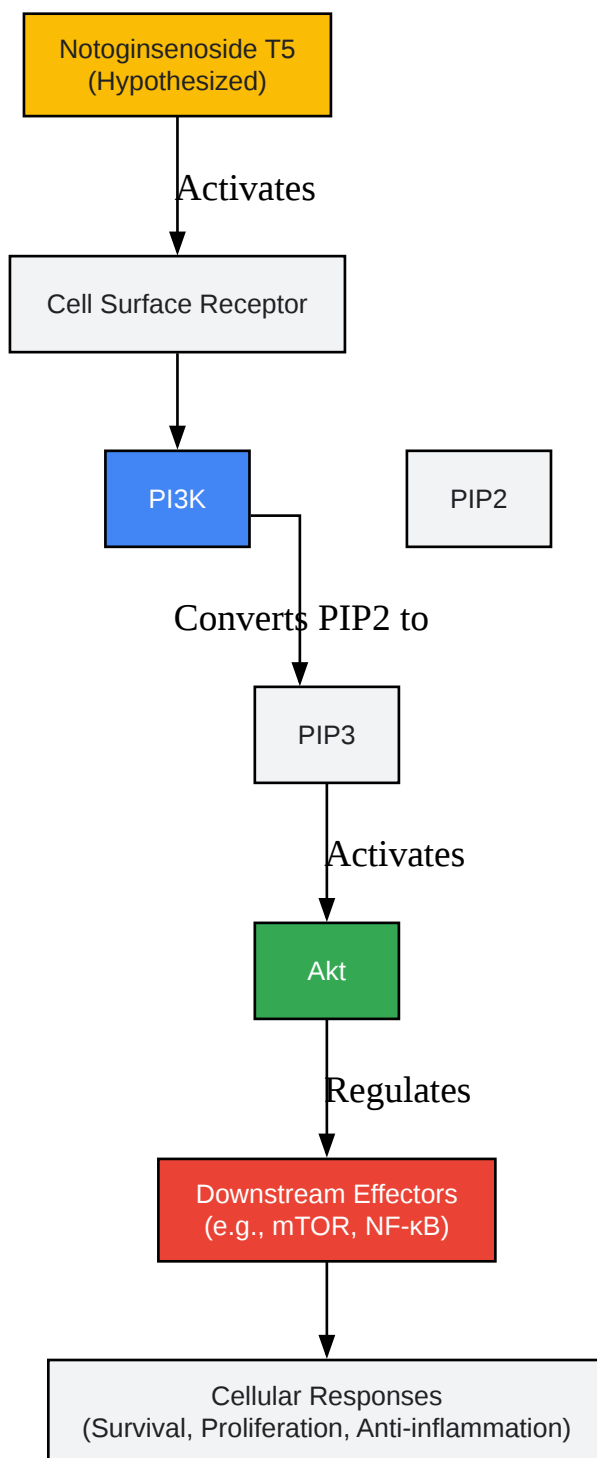 Notoginsenoside T5
(Hypothesized)
Activates
Cell Surface Receptor
PI3K
PIP2
Converts PIP2 to
PIP3
Activates
Akt
Regulates
Downstream Effectors
(e.g., mTOR, NF-κB)
Cellular Responses
(Survival, Proliferation, Anti-inflammation)